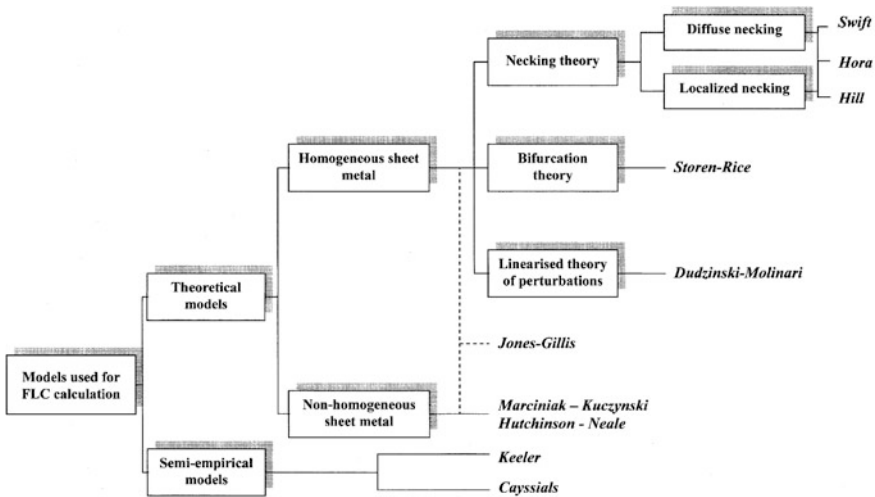 Models used for
FLC calculation
Theoretical
models
Semi-empirical
models
Homogeneous sheet
metal
Non-homogeneous
sheet metal
Necking theory
Bifurcation
theory
Linearised theory
of perturbations
Diffuse necking
Localized necking
Swift
Hora
Hill
Storen-Rice
Dudzinski-Molinari
Jones-Gillis
Marciniak – Kuczynski
Hutchinson - Neale
Keeler
Cayssials